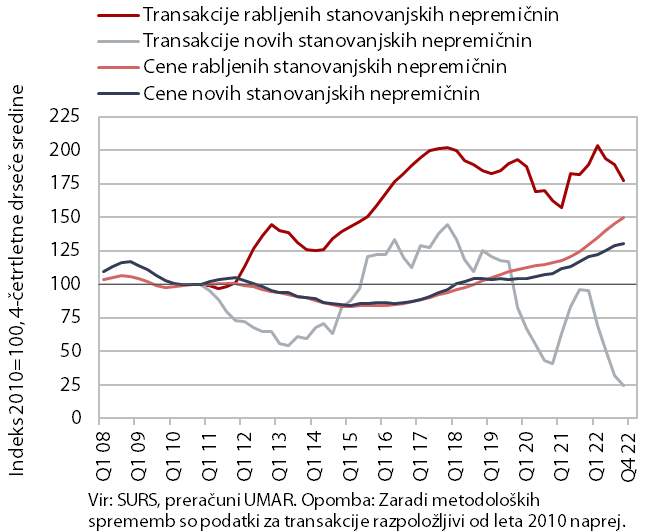 Transakcije rabljenih stanovanjskih nepremičnin
Transakcije novih stanovanjskih nepremičnin
Cene rabljenih stanovanjskih nepremičnin
Cene novih stanovanjskih nepremičnin
Indeks 2010=100, 4-četrtletne drseče sredine
225
200
175
150
125
100
75
50
25
0
Q1 08
Q1 09
Q1 10
Q1 11
Q1 12
Q1 13
Q1 14
Q1 15
Q1 16
Q1 17
Q1 18
Q1 19
Q1 20
Q1 21
Q1 22
Q4 22
Vir: SURS, preračuni UMAR. Opomba: Zaradi metodoloških
sprememb so podatki za transakcije razpoložljivi od leta 2010 naprej.